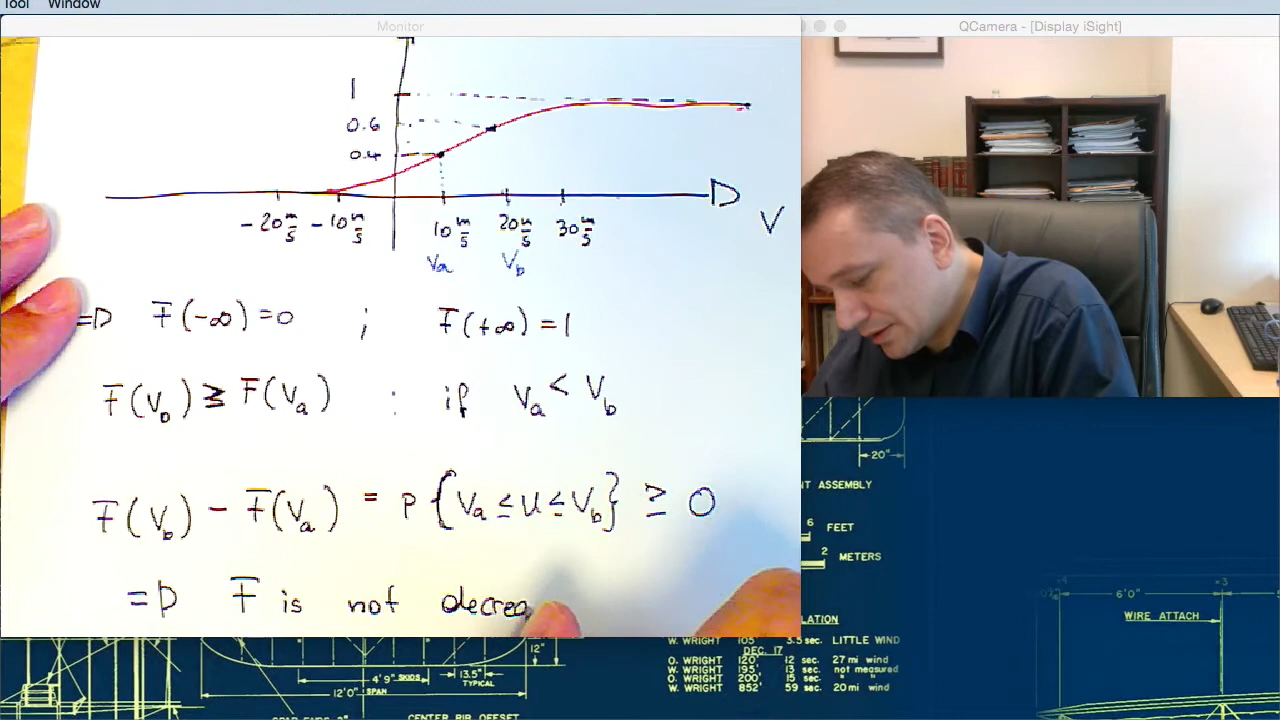 Tool Window
Monitor
QCamera - [Display iSight]
1
0.6
0.4
-20 m/s -10 m/s 10 m/s 20 m/s 30 m/s
V
Va Vb
=D F(-∞)=0 ; F(+∞)=1
F(Vb) ≥ F(Va) : if Va < Vb
F(Vb) - F(Va) = P{Va ≤ U ≤ Vb} ≥ 0
=D F is not decrea
20"
NT ASSEMBLY
6 FEET
2 METERS
LATION
W. WRIGHT 105' 3.5 sec. LITTLE WIND
DEC. 17
O. WRIGHT 120' 12 sec. 27 mi wind
W. WRIGHT 195' 13 sec. not measured
O. WRIGHT 200' 15 sec. " "
W. WRIGHT 852' 59 sec. 20 mi wind
6'0"
WIRE ATTACH
12"
4'9" SKIDS
13.5" TYPICAL
12'0" SPAN
CENTER RIB OFFSET